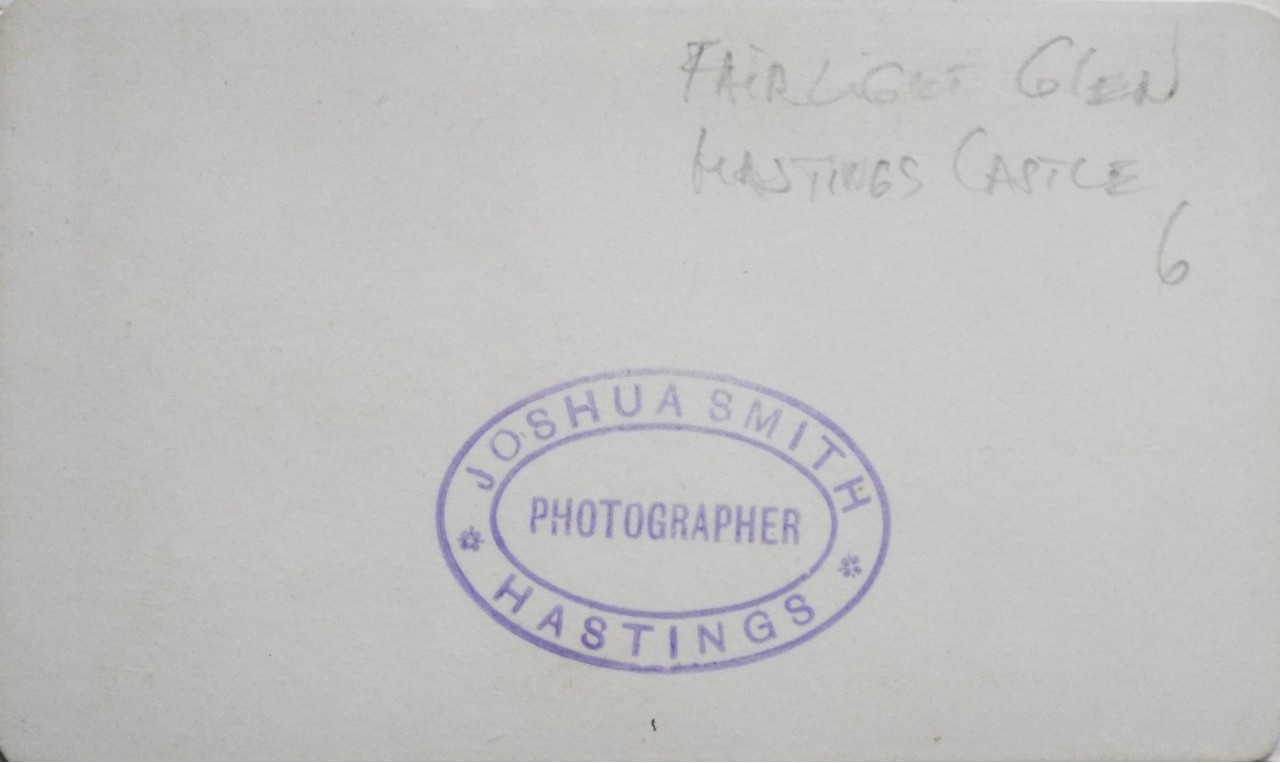 FAIRLIGHT GLEN
HASTINGS CASTLE
6
JOSHUA SMITH
PHOTOGRAPHER
HASTINGS